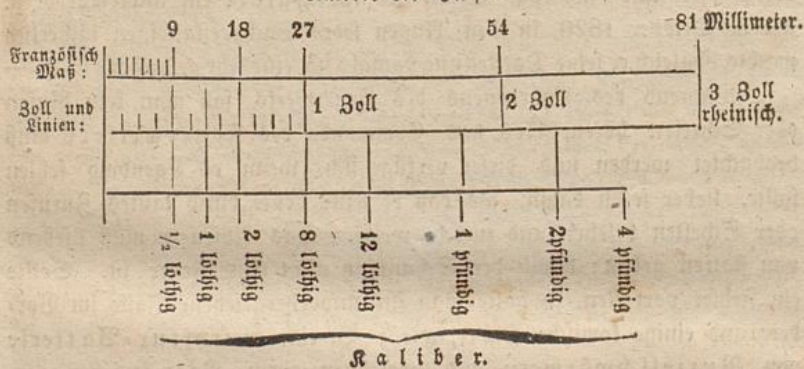 9 18 27 54 81 Millimeter.
Französisch
Maß:
Zoll und
Linien:
1 Zoll 2 Zoll 3 Zoll
rheinisch.
½ löthig
1 löthig
2 löthig
8 löthig
12 löthig
1 pfündig
2pfündig
4 pfündig
Kaliber.